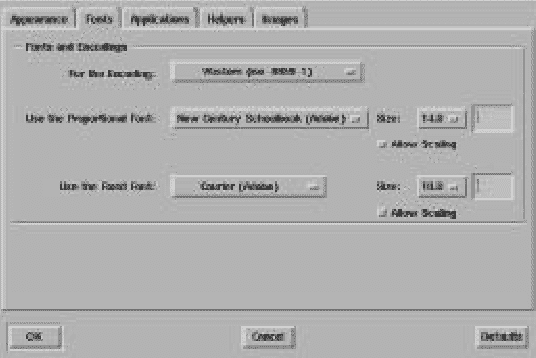 Appearance Fonts Applications Helpers Images
Fonts and Encodings
For the Encoding: Western (iso-8859-1)
Use the Proportional Font: New Century Schoolbook (Adobe) Size: 14.0
Allow Scaling
Use the Fixed Font: Courier (Adobe) Size: 10.0
Allow Scaling
OK Cancel Defaults